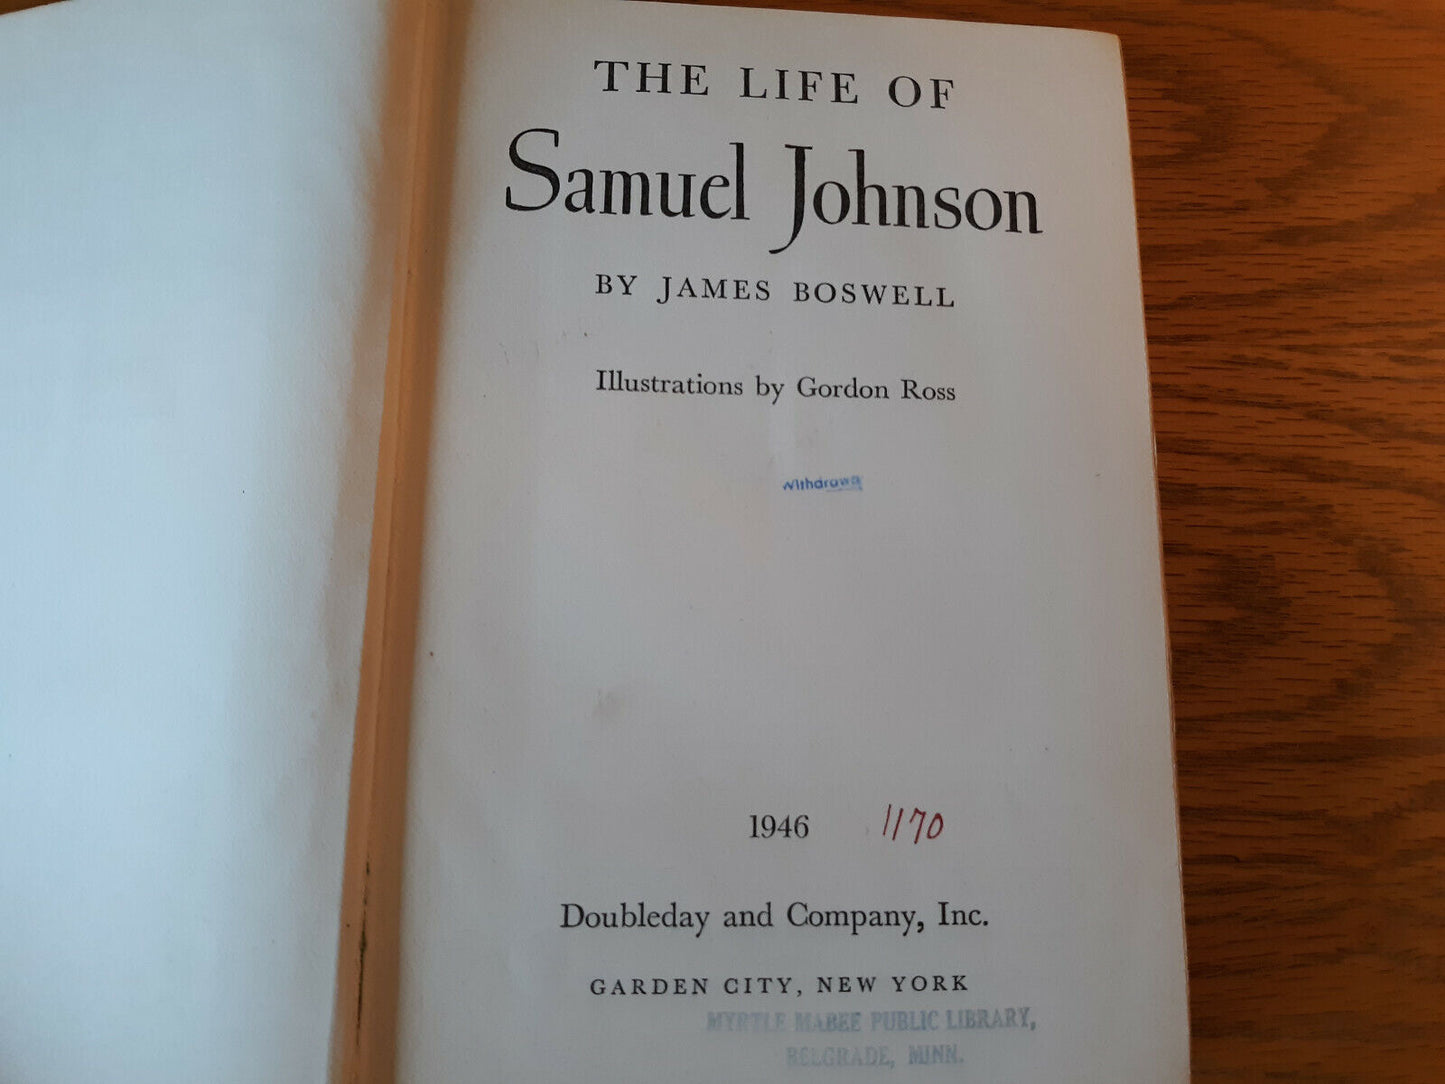 THE LIFE OF
Samuel Johnson
BY JAMES BOSWELL
Illustrations by Gordon Ross
Withdrawn
1946 1170
Doubleday and Company, Inc.
GARDEN CITY, NEW YORK
MYRTLE MABEE PUBLIC LIBRARY,
BELGRADE, MINN.